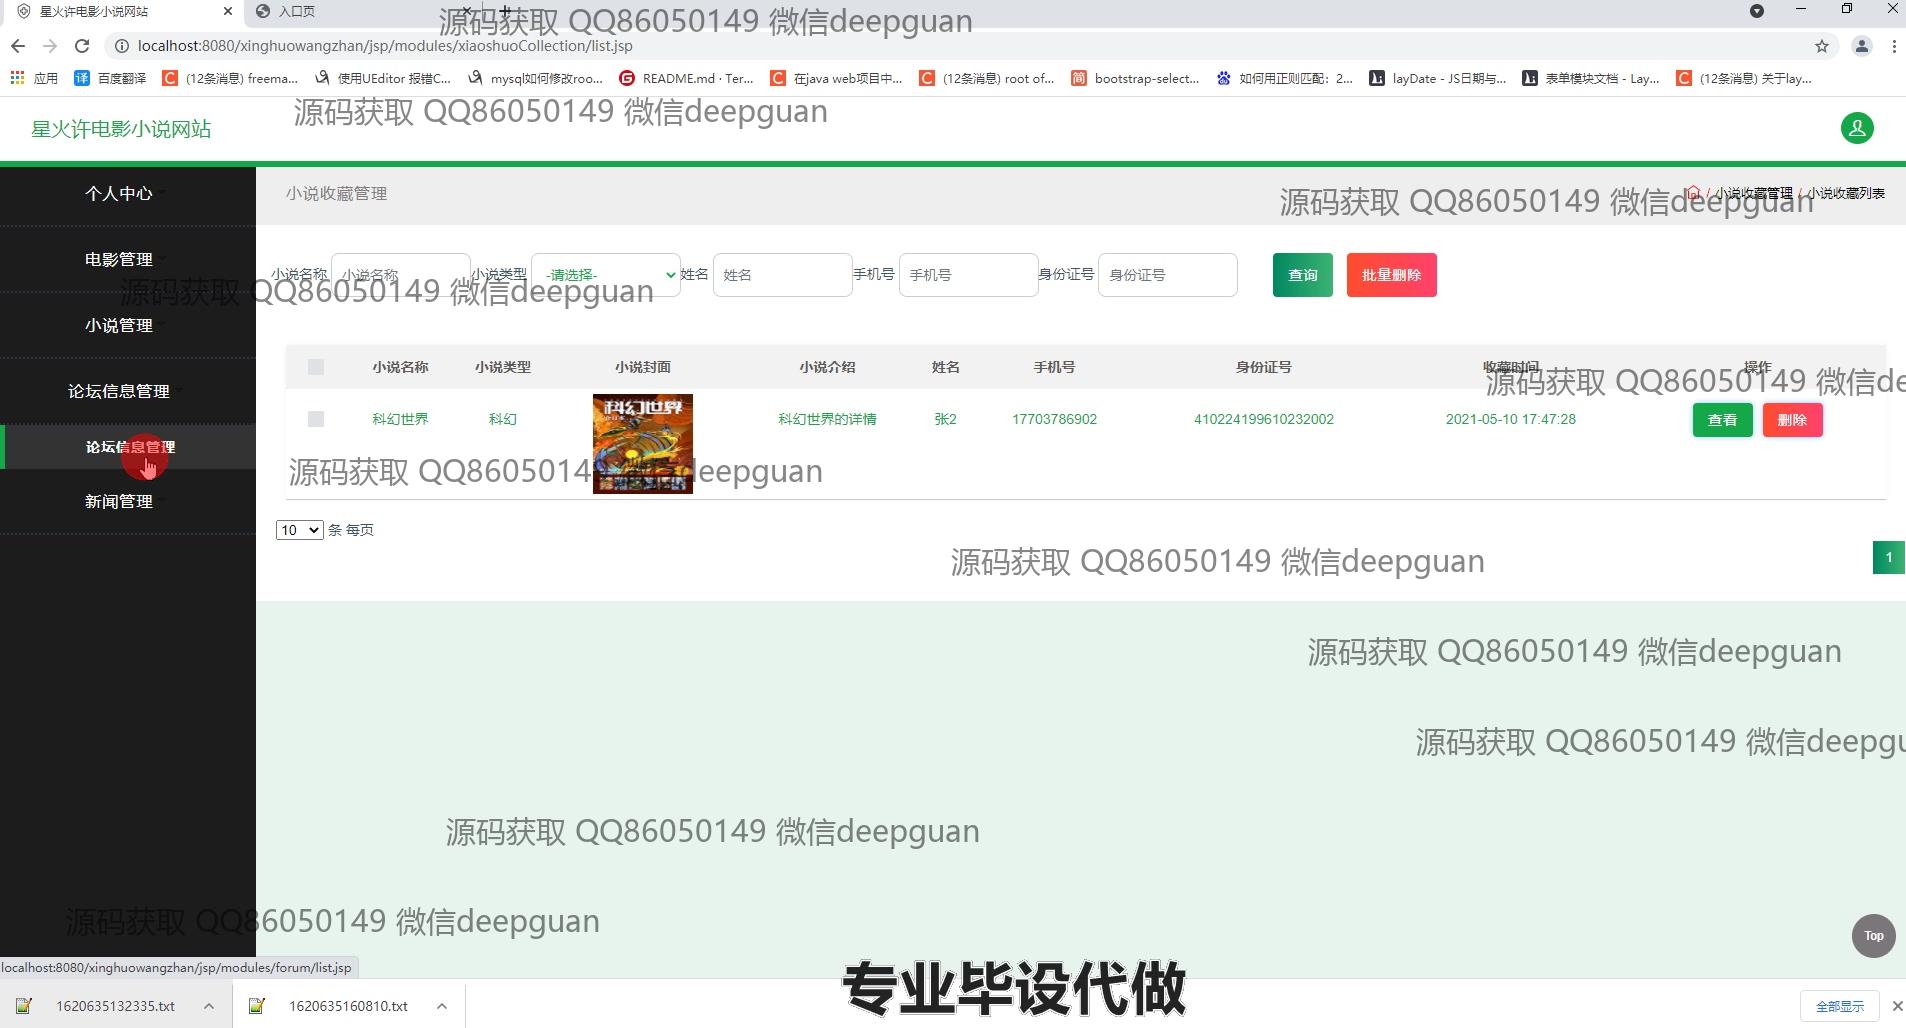 星火许电影小说网站
入口页
源码获取 QQ86050149 微信deepguan
localhost:8080/xinghuowangzhan/jsp/modules/xiaoshuoCollection/list.jsp
应用 百度翻译 (12条消息) freema... 使用UEditor 报错C... mysql如何修改roo... README.md · Ter... 在java web项目中... (12条消息) root of... bootstrap-select... 如何用正则匹配：2... layDate - JS日期与... 表单模块文档 - Lay... (12条消息) 关于lay...
源码获取 QQ86050149 微信deepguan
星火许电影小说网站
个人中心
小说收藏管理
/ 小说收藏管理 / 小说收藏列表
源码获取 QQ86050149 微信deepguan
电影管理
小说名称 小说名称 小说类型 -请选择- 姓名 姓名 手机号 手机号 身份证号 身份证号 查询 批量删除
源码获取 QQ86050149 微信deepguan
小说管理
小说名称 小说类型 小说封面 小说介绍 姓名 手机号 身份证号 收藏时间 操作
源码获取 QQ86050149 微信de
论坛信息管理
科幻世界 科幻 科幻世界 科幻世界的详情 张2 17703786902 410224199610232002 2021-05-10 17:47:28 查看 删除
论坛信息管理
源码获取 QQ86050149 微信deepguan
新闻管理
10 条 每页
源码获取 QQ86050149 微信deepguan
1
源码获取 QQ86050149 微信deepguan
源码获取 QQ86050149 微信deepgu
源码获取 QQ86050149 微信deepguan
源码获取 QQ86050149 微信deepguan
Top
localhost:8080/xinghuowangzhan/jsp/modules/forum/list.jsp
专业毕设代做
1620635132335.txt
1620635160810.txt
全部显示